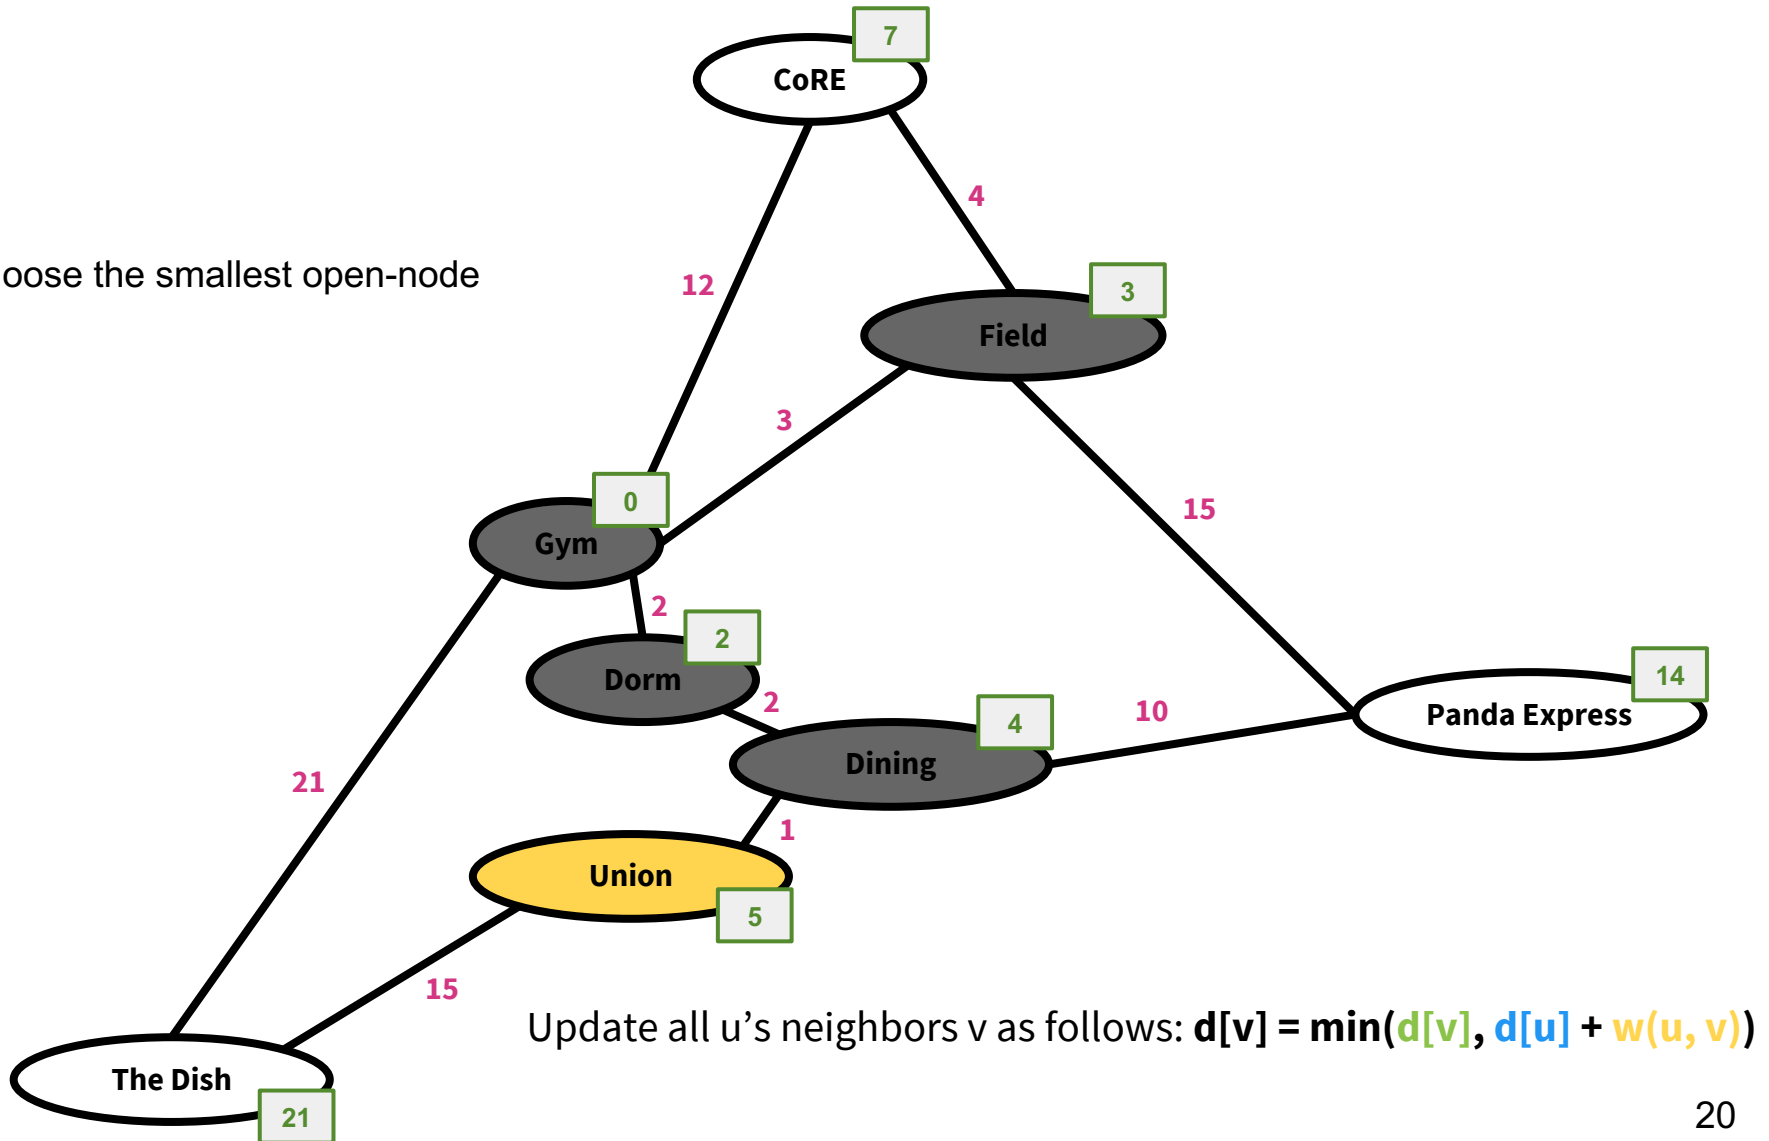 7
CoRE
4
oose the smallest open-node
12
3
Field
3
15
0
Gym
2
2
Dorm
2
14
10
Panda Express
4
Dining
21
1
Union
5
15
Update all u’s neighbors v as follows: d[v] = min(d[v], d[u] + w(u, v))
The Dish
21
20